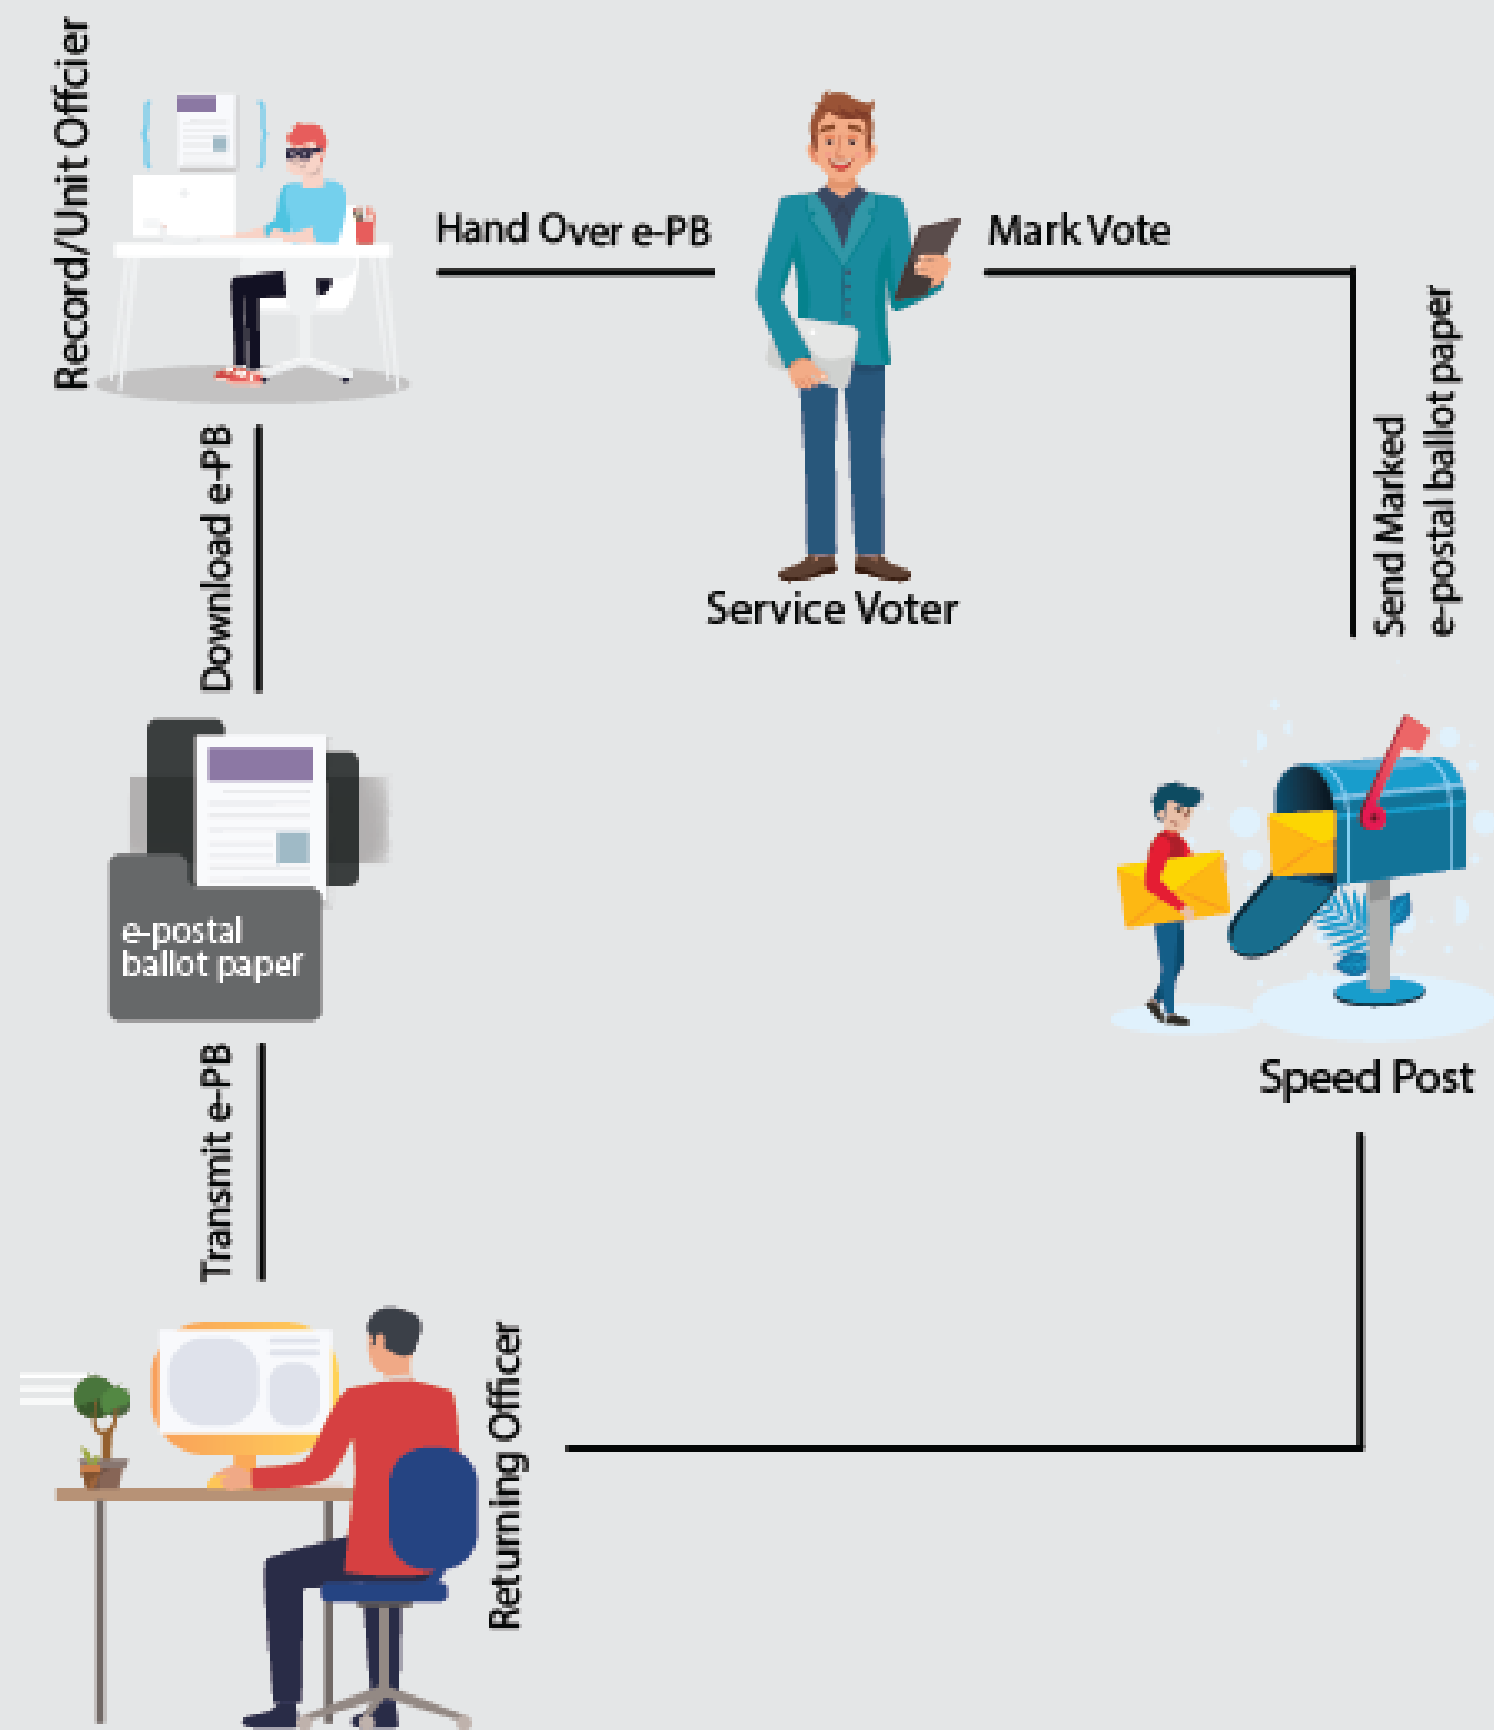 Record/Unit Offcier
Hand Over e-PB
Mark Vote
Service Voter
Send Marked
e-postal ballot paper
Download e-PB
e-postal
ballot paper
Speed Post
Transmit e-PB
Returning Officer